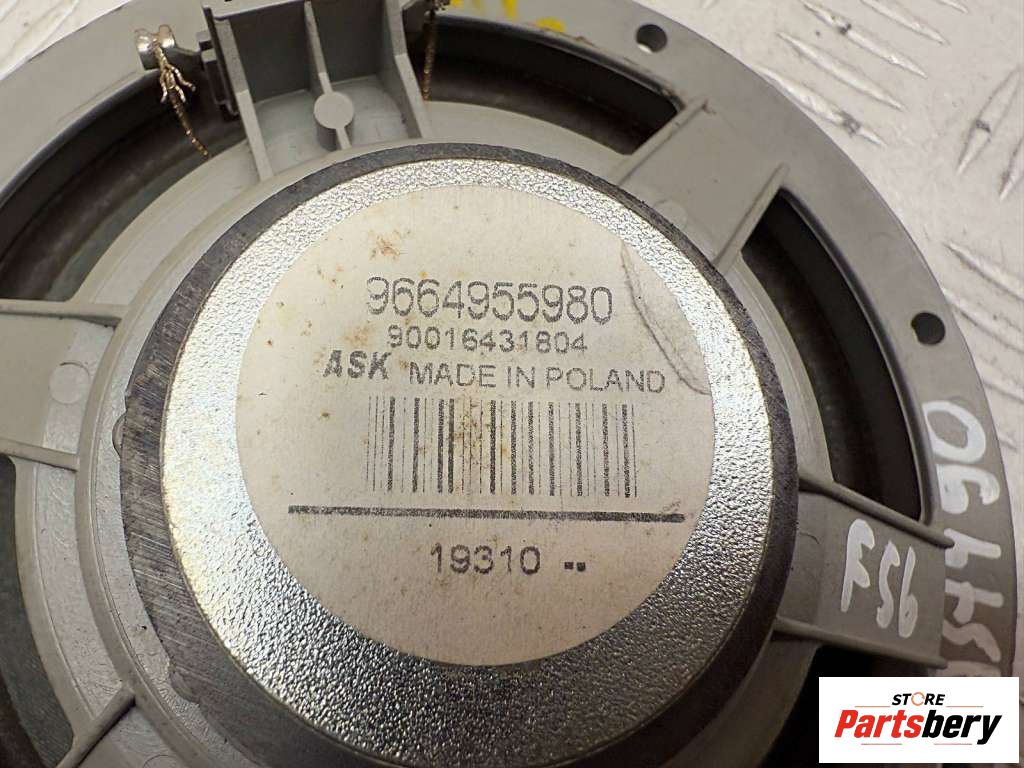 9664955980
90016431804
ASK MADE IN POLAND
19310 --
F56
STORE
Partsbery